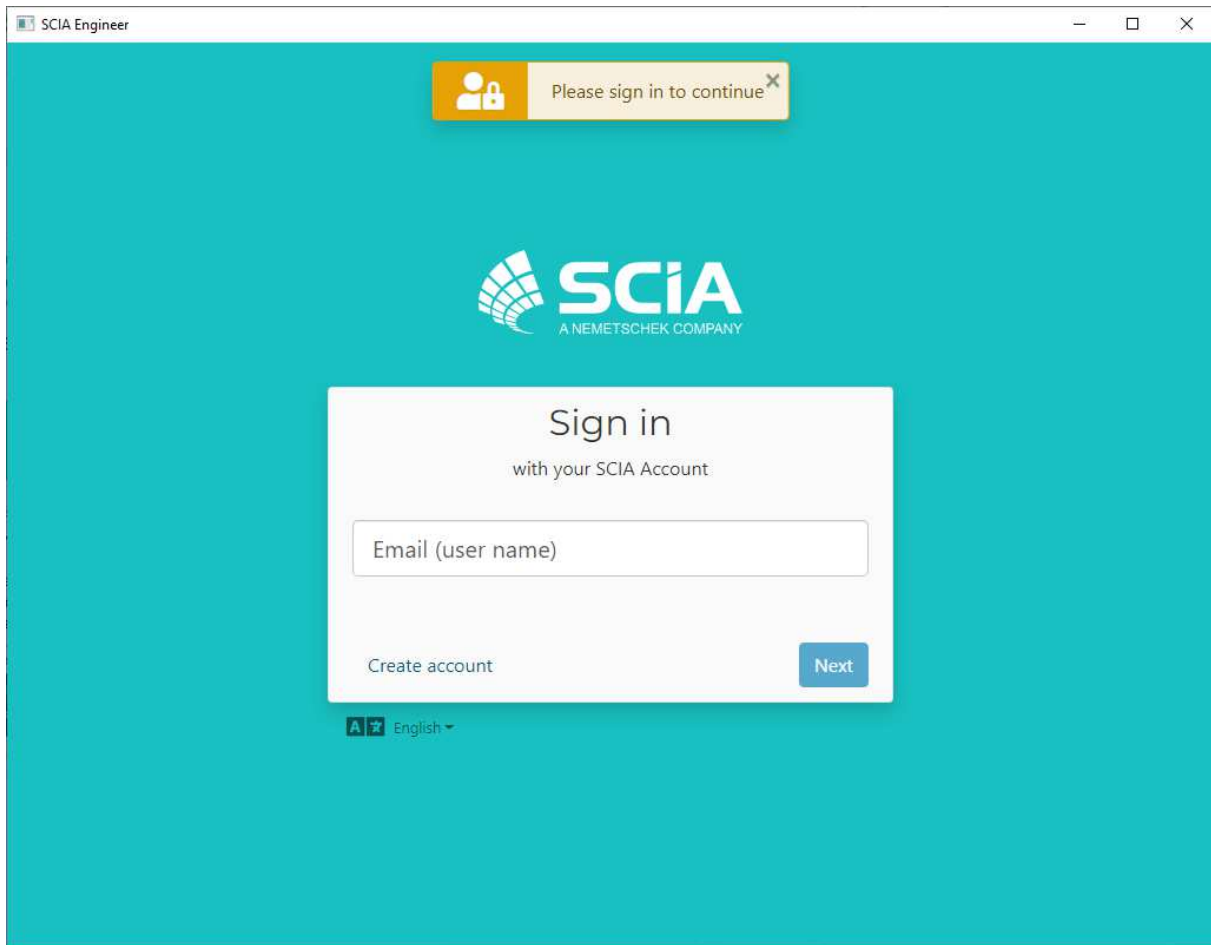 SCIA Engineer
Please sign in to continue
SCiA
A NEMETSCHEK COMPANY
Sign in
with your SCIA Account
Email (user name)
Create account
Next
English